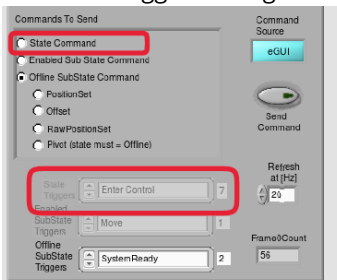 Commands To Send
Command
Source
State Command
eGUI
Enabled Sub State Command
Offline SubState Command
PositionSet
Offset
Send
Command
RawPositionSet
Pivot (state must = Offline)
Refresh
at [Hz]
State
Triggers
Enter Control
7
20
Enabled
SubState
Triggers
Move
1
Offline
SubState
Triggers
SystemReady
2
Frame0Count
56